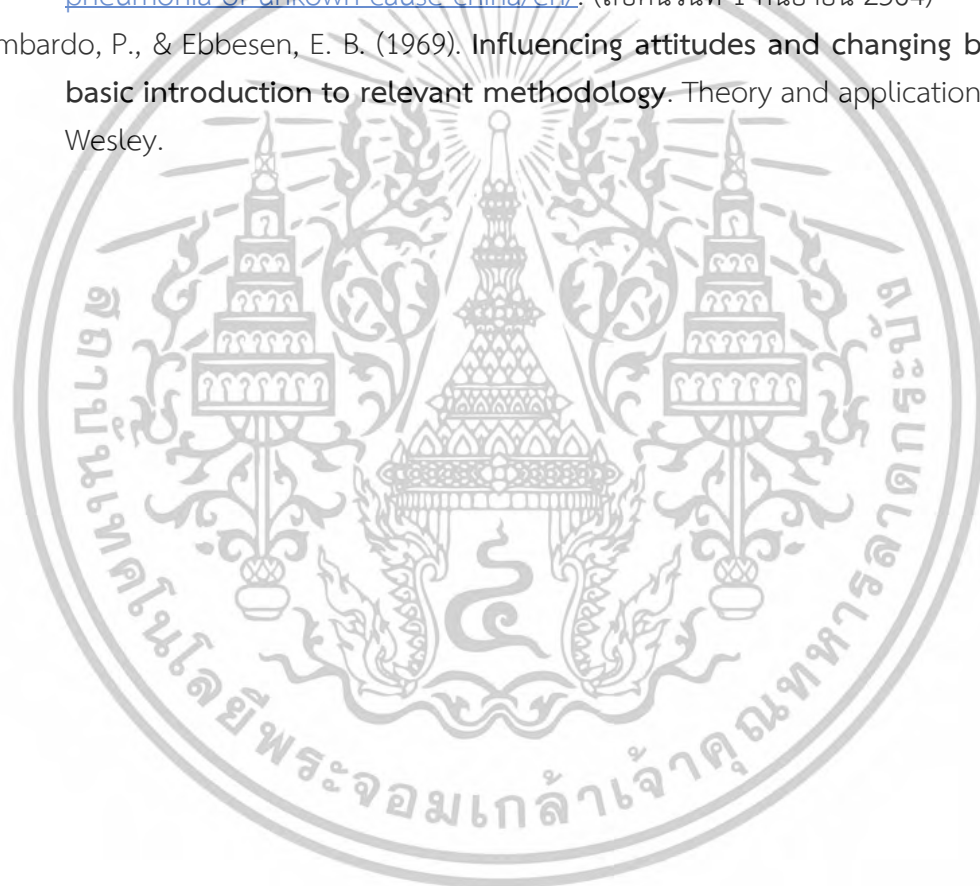 pneumonia-of-unkown-cause-china/en/. (สืบค้นวันที่ 1 กันยายน 2564)
mbardo, P., & Ebbesen, E. B. (1969). Influencing attitudes and changing b
basic introduction to relevant methodology. Theory and application
Wesley.
สถาบันเทคโนโลยีพระจอมเกล้าเจ้าคุณทหารลาดกระบัง
๔